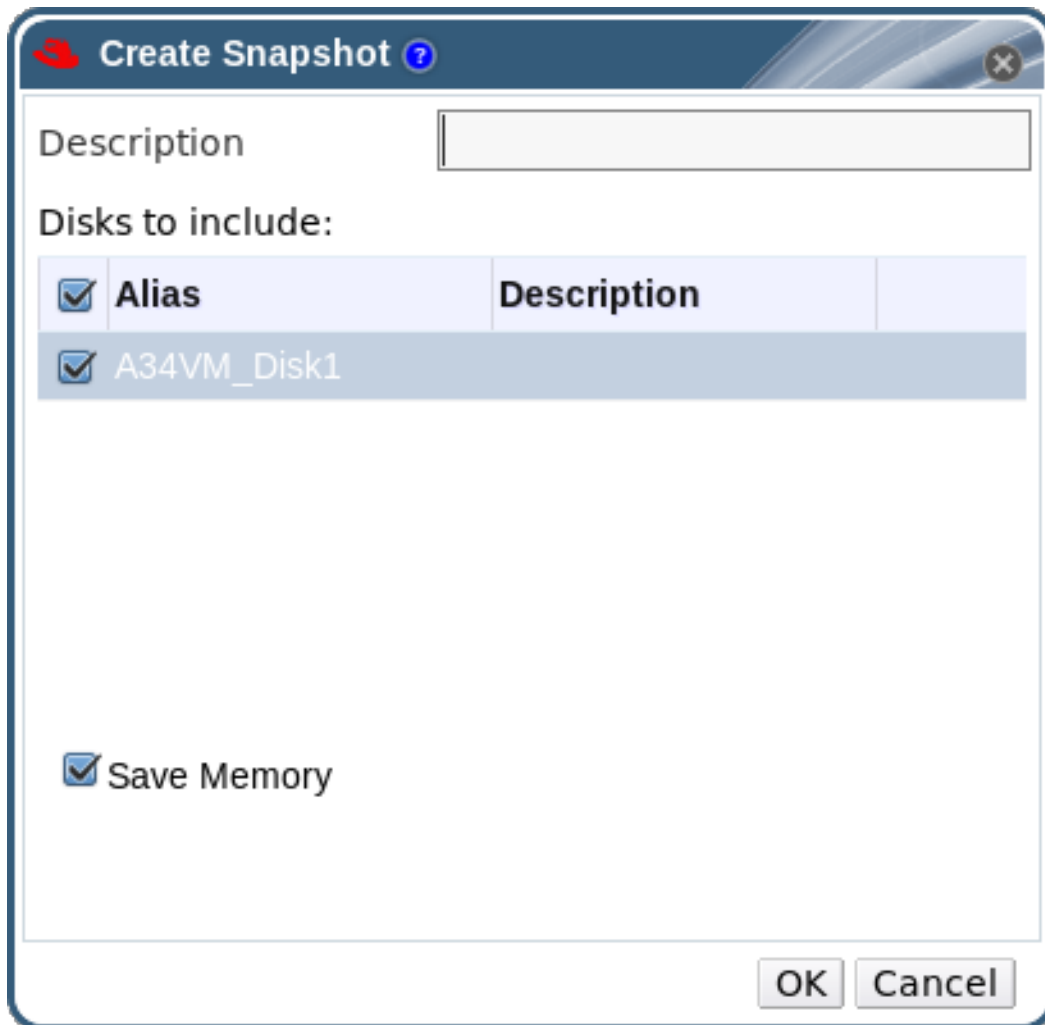 Create Snapshot ?
Description
Disks to include:
Alias Description
A34VM_Disk1
Save Memory
OK Cancel